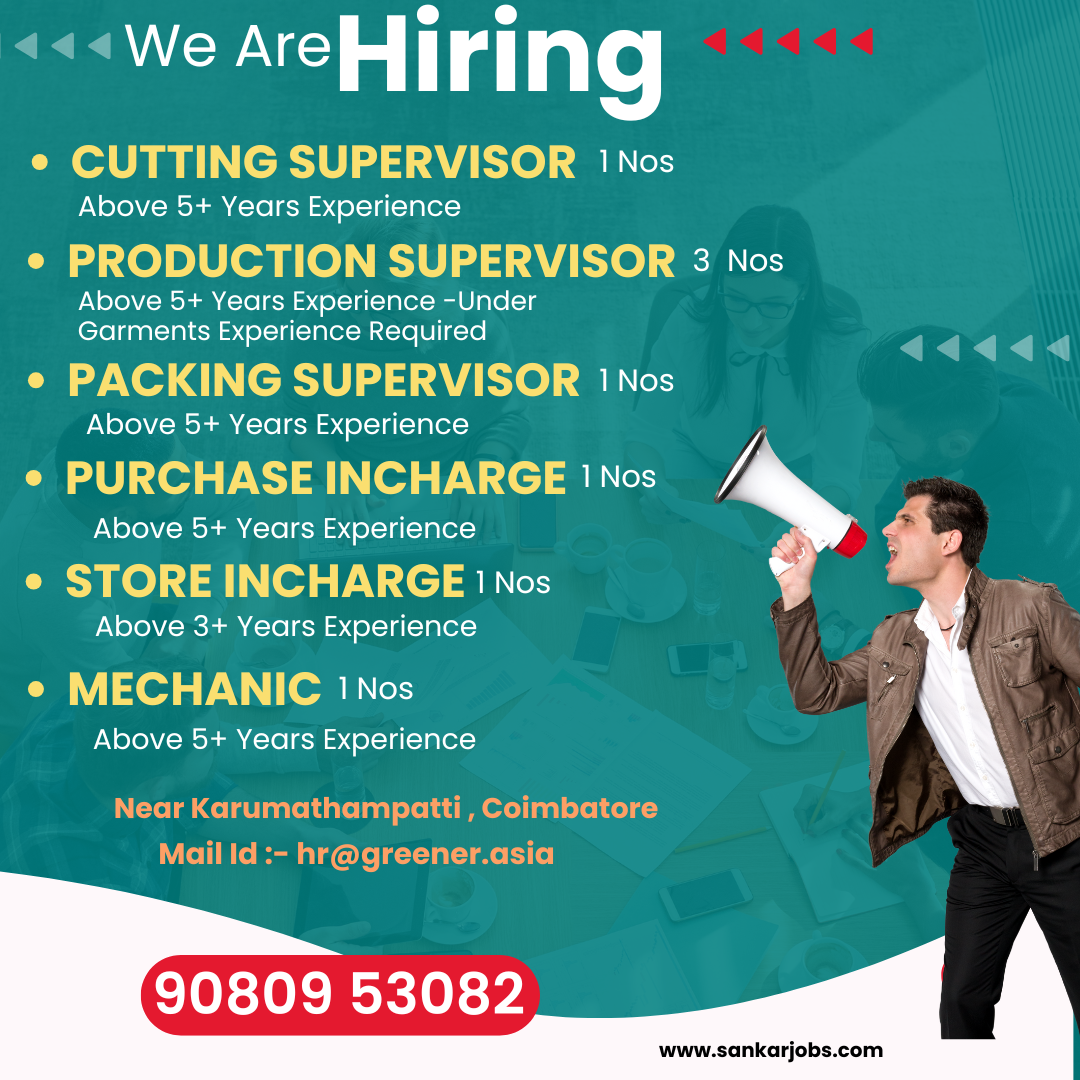 We Are Hiring
CUTTING SUPERVISOR 1 Nos
Above 5+ Years Experience
PRODUCTION SUPERVISOR 3 Nos
Above 5+ Years Experience -Under
Garments Experience Required
PACKING SUPERVISOR 1 Nos
Above 5+ Years Experience
PURCHASE INCHARGE 1 Nos
Above 5+ Years Experience
STORE INCHARGE 1 Nos
Above 3+ Years Experience
MECHANIC 1 Nos
Above 5+ Years Experience
Near Karumathampatti , Coimbatore
Mail Id :- hr@greener.asia
90809 53082
www.sankarjobs.com